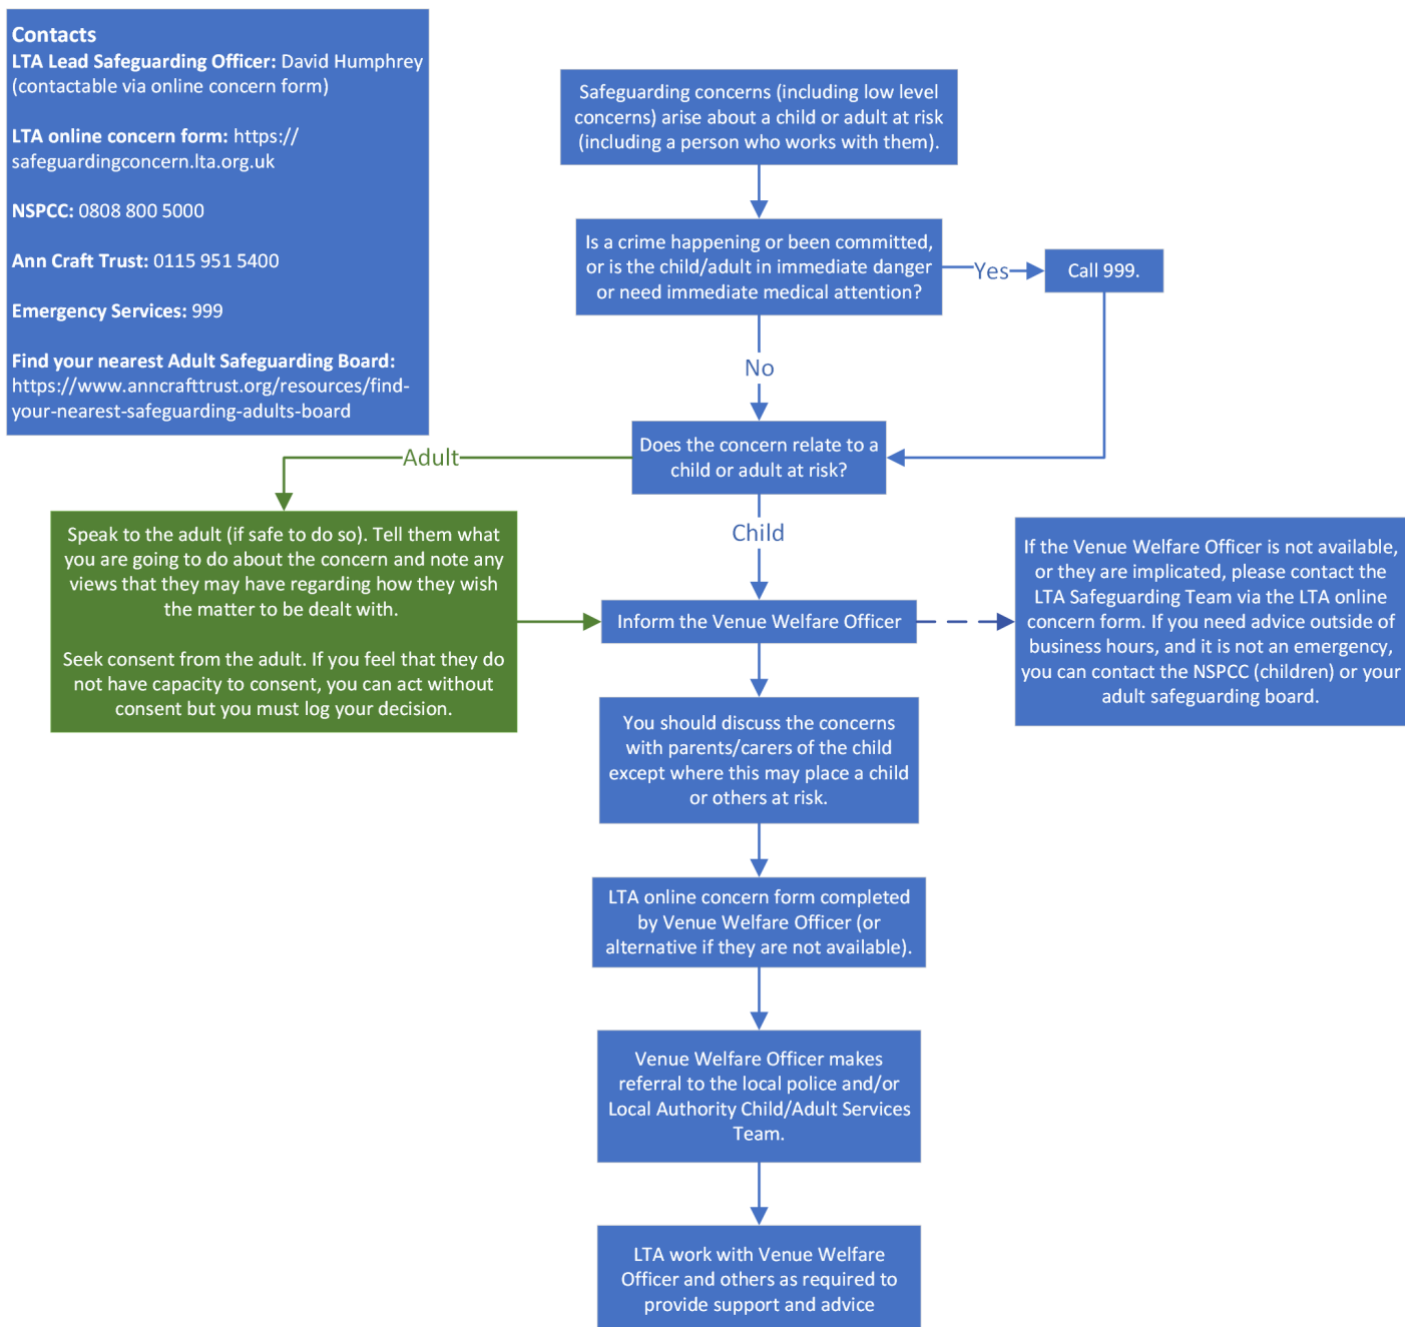 Contacts
LTA Lead Safeguarding Officer: David Humphrey
(contactable via online concern form)
LTA online concern form: https://
safeguardingconcern.lta.org.uk
NSPCC: 0808 800 5000
Ann Craft Trust: 0115 951 5400
Emergency Services: 999
Find your nearest Adult Safeguarding Board:
https://www.anncrafttrust.org/resources/find-
your-nearest-safeguarding-adults-board
Safeguarding concerns (including low level
concerns) arise about a child or adult at risk
(including a person who works with them).
Is a crime happening or been committed,
or is the child/adult in immediate danger
or need immediate medical attention?
Yes
Call 999.
No
Does the concern relate to a
child or adult at risk?
Adult
Speak to the adult (if safe to do so). Tell them what
you are going to do about the concern and note any
views that they may have regarding how they wish
the matter to be dealt with.
Seek consent from the adult. If you feel that they do
not have capacity to consent, you can act without
consent but you must log your decision.
Child
Inform the Venue Welfare Officer
If the Venue Welfare Officer is not available,
or they are implicated, please contact the
LTA Safeguarding Team via the LTA online
concern form. If you need advice outside of
business hours, and it is not an emergency,
you can contact the NSPCC (children) or your
adult safeguarding board.
You should discuss the concerns
with parents/carers of the child
except where this may place a child
or others at risk.
LTA online concern form completed
by Venue Welfare Officer (or
alternative if they are not available).
Venue Welfare Officer makes
referral to the local police and/or
Local Authority Child/Adult Services
Team.
LTA work with Venue Welfare
Officer and others as required to
provide support and advice